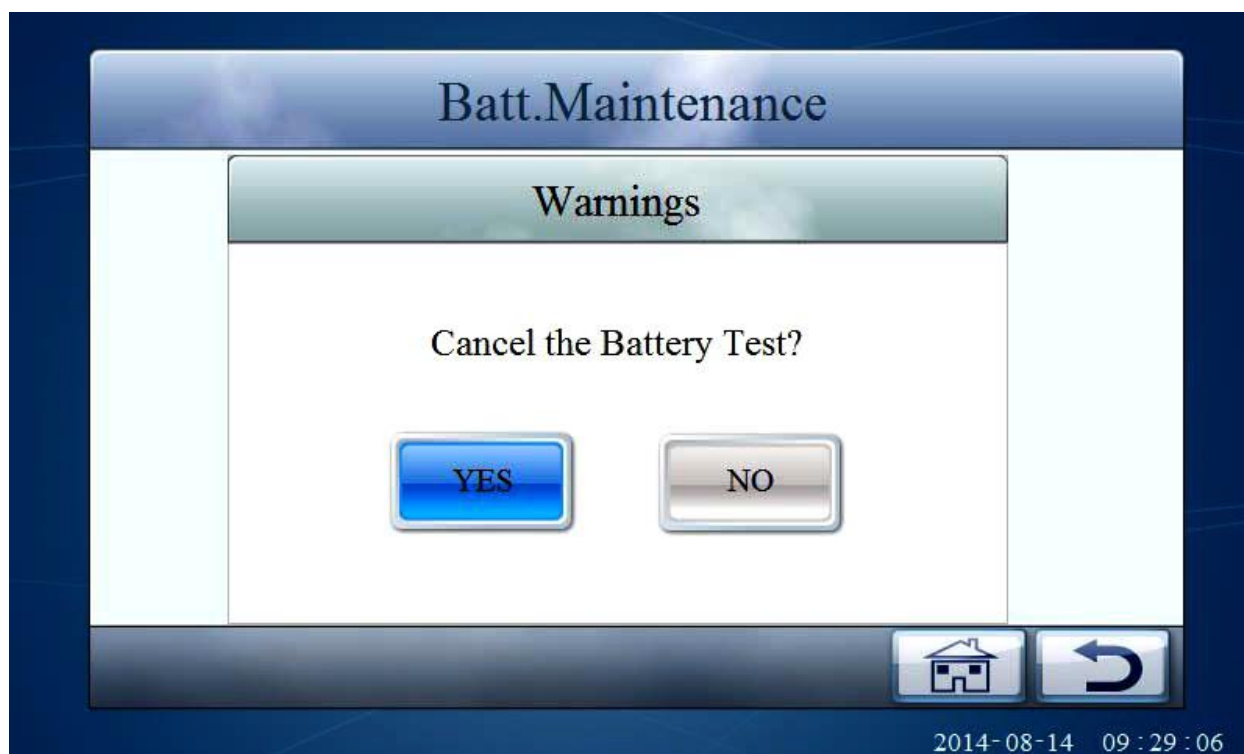 Batt.Maintenance
Warnings
Cancel the Battery Test?
YES NO
2014-08-14 09:29:06